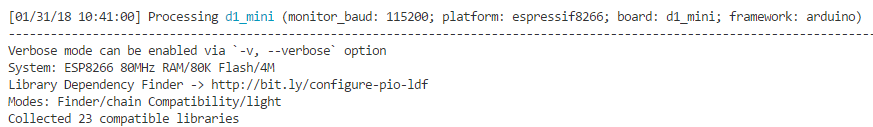 [01/31/18 10:41:00] Processing d1_mini (monitor_baud: 115200; platform: espressif8266; board: d1_mini; framework: arduino)
--------------------------------------------------------------------------------------------------------------------------
Verbose mode can be enabled via `-v, --verbose` option
System: ESP8266 80MHz RAM/80K Flash/4M
Library Dependency Finder -> http://bit.ly/configure-pio-ldf
Modes: Finder/chain Compatibility/light
Collected 23 compatible libraries